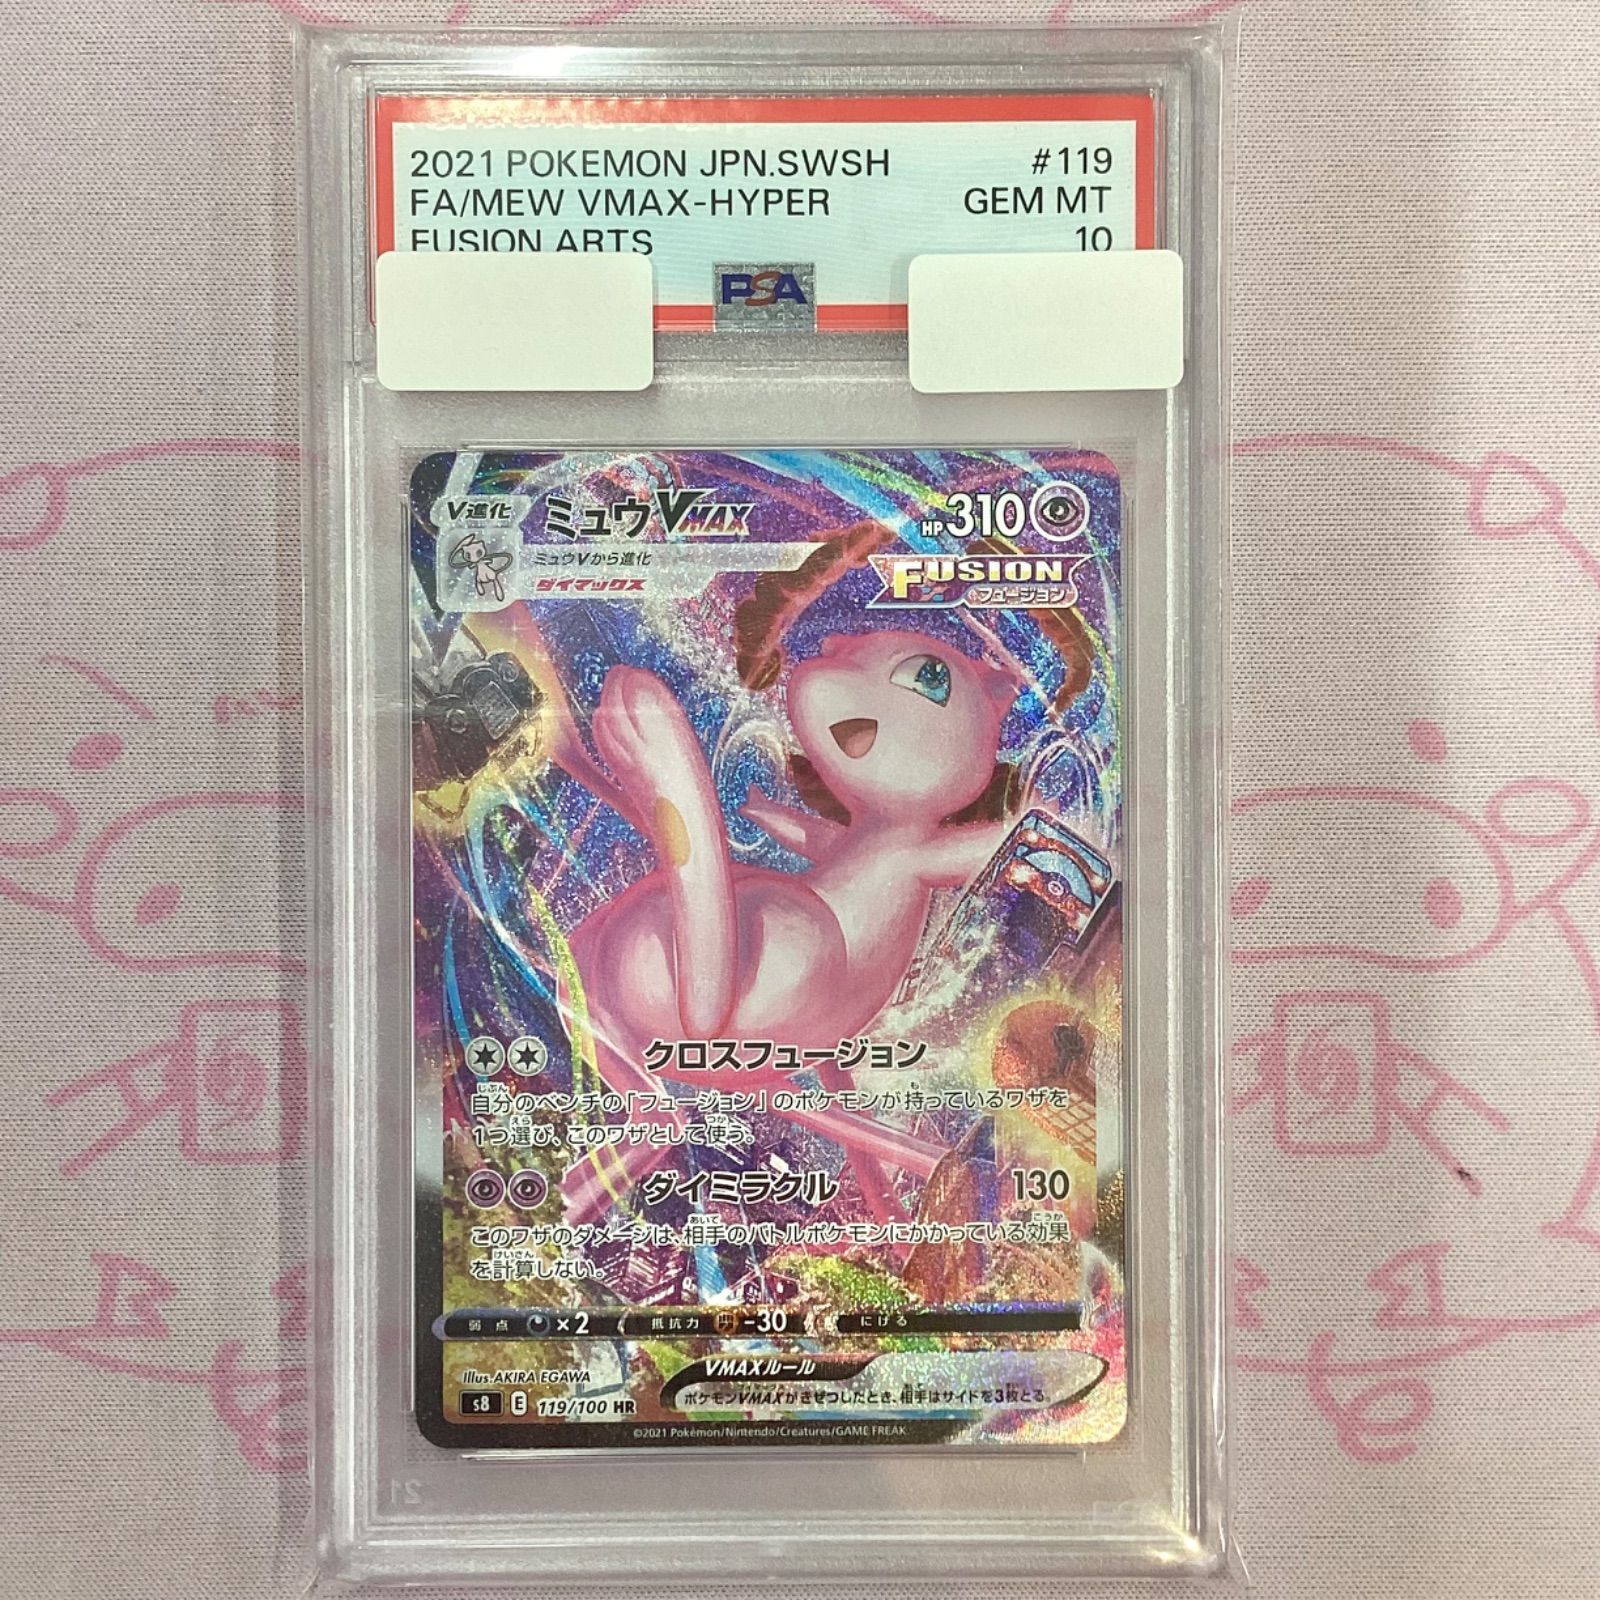 2021 POKEMON JPN.SWSH #119
FA/MEW VMAX-HYPER GEM MT
FUSION ARTS 10
PSA
V進化 ミュウVMAX HP310
ミュウVから進化
ダイマックス
FUSION
フュージョン
クロスフュージョン
自分のベンチの「フュージョン」のポケモンが持っているワザを
1つ選び、このワザとして使う。
ダイミラクル 130
このワザのダメージは、相手のバトルポケモンにかかっている効果
を計算しない。
弱点 ×2 抵抗力 -30 にげる
Illus. AKIRA EGAWA
VMAXルール
ポケモンVMAXがきぜつしたとき、相手はサイドを3枚とる。
s8 E 119/100 HR
©2021 Pokémon/Nintendo/Creatures/GAME FREAK